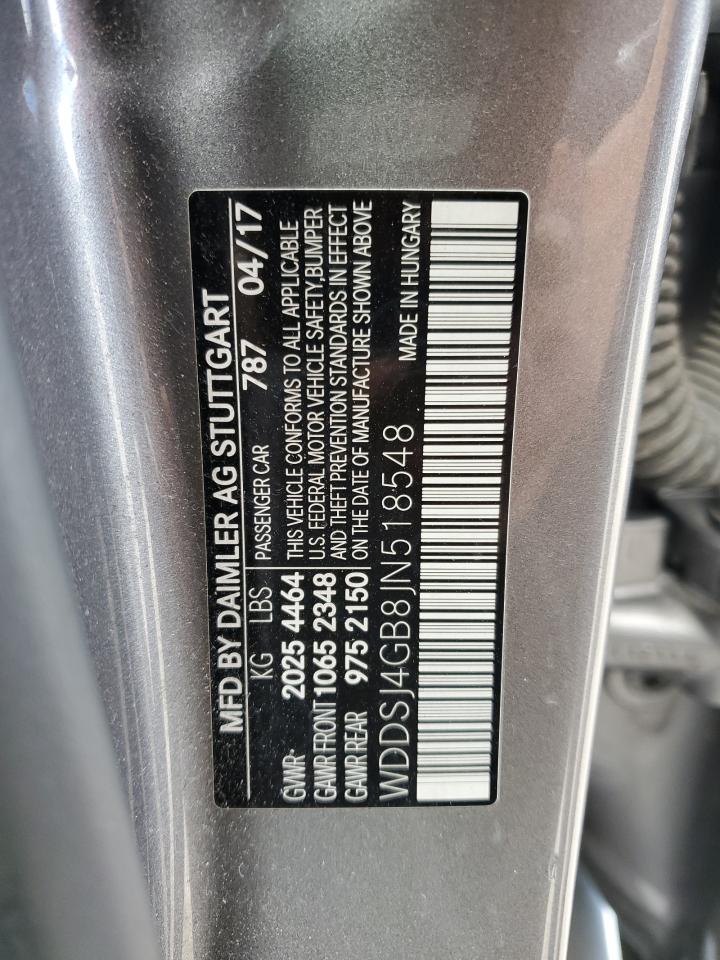 MFD BY DAIMLER AG STUTTGART
KG LBS PASSENGER CAR 787 04/17
GWR 2025 4464 THIS VEHICLE CONFORMS TO ALL APPLICABLE
GAWR FRONT 1065 2348 U.S. FEDERAL MOTOR VEHICLE SAFETY, BUMPER
GAWR REAR 975 2150 AND THEFT PREVENTION STANDARDS IN EFFECT
ON THE DATE OF MANUFACTURE SHOWN ABOVE
WDDSJ4GB8JN518548 MADE IN HUNGARY